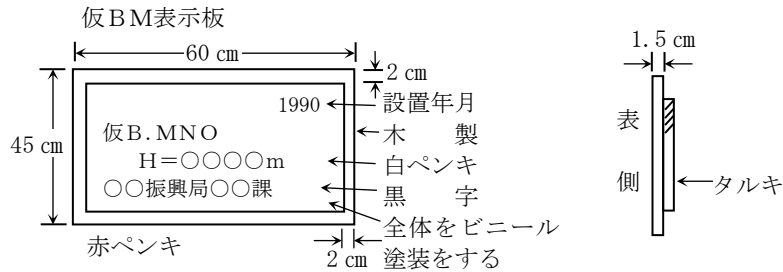 仮BM表示板
60 cm
1.5 cm
2 cm
1990
設置年月
仮B.MNO
木 製
表
45 cm
H=○○○○m
白ペンキ
側
○○振興局○○課
黒 字
タルキ
全体をビニール
赤ペンキ
2 cm
塗装をする